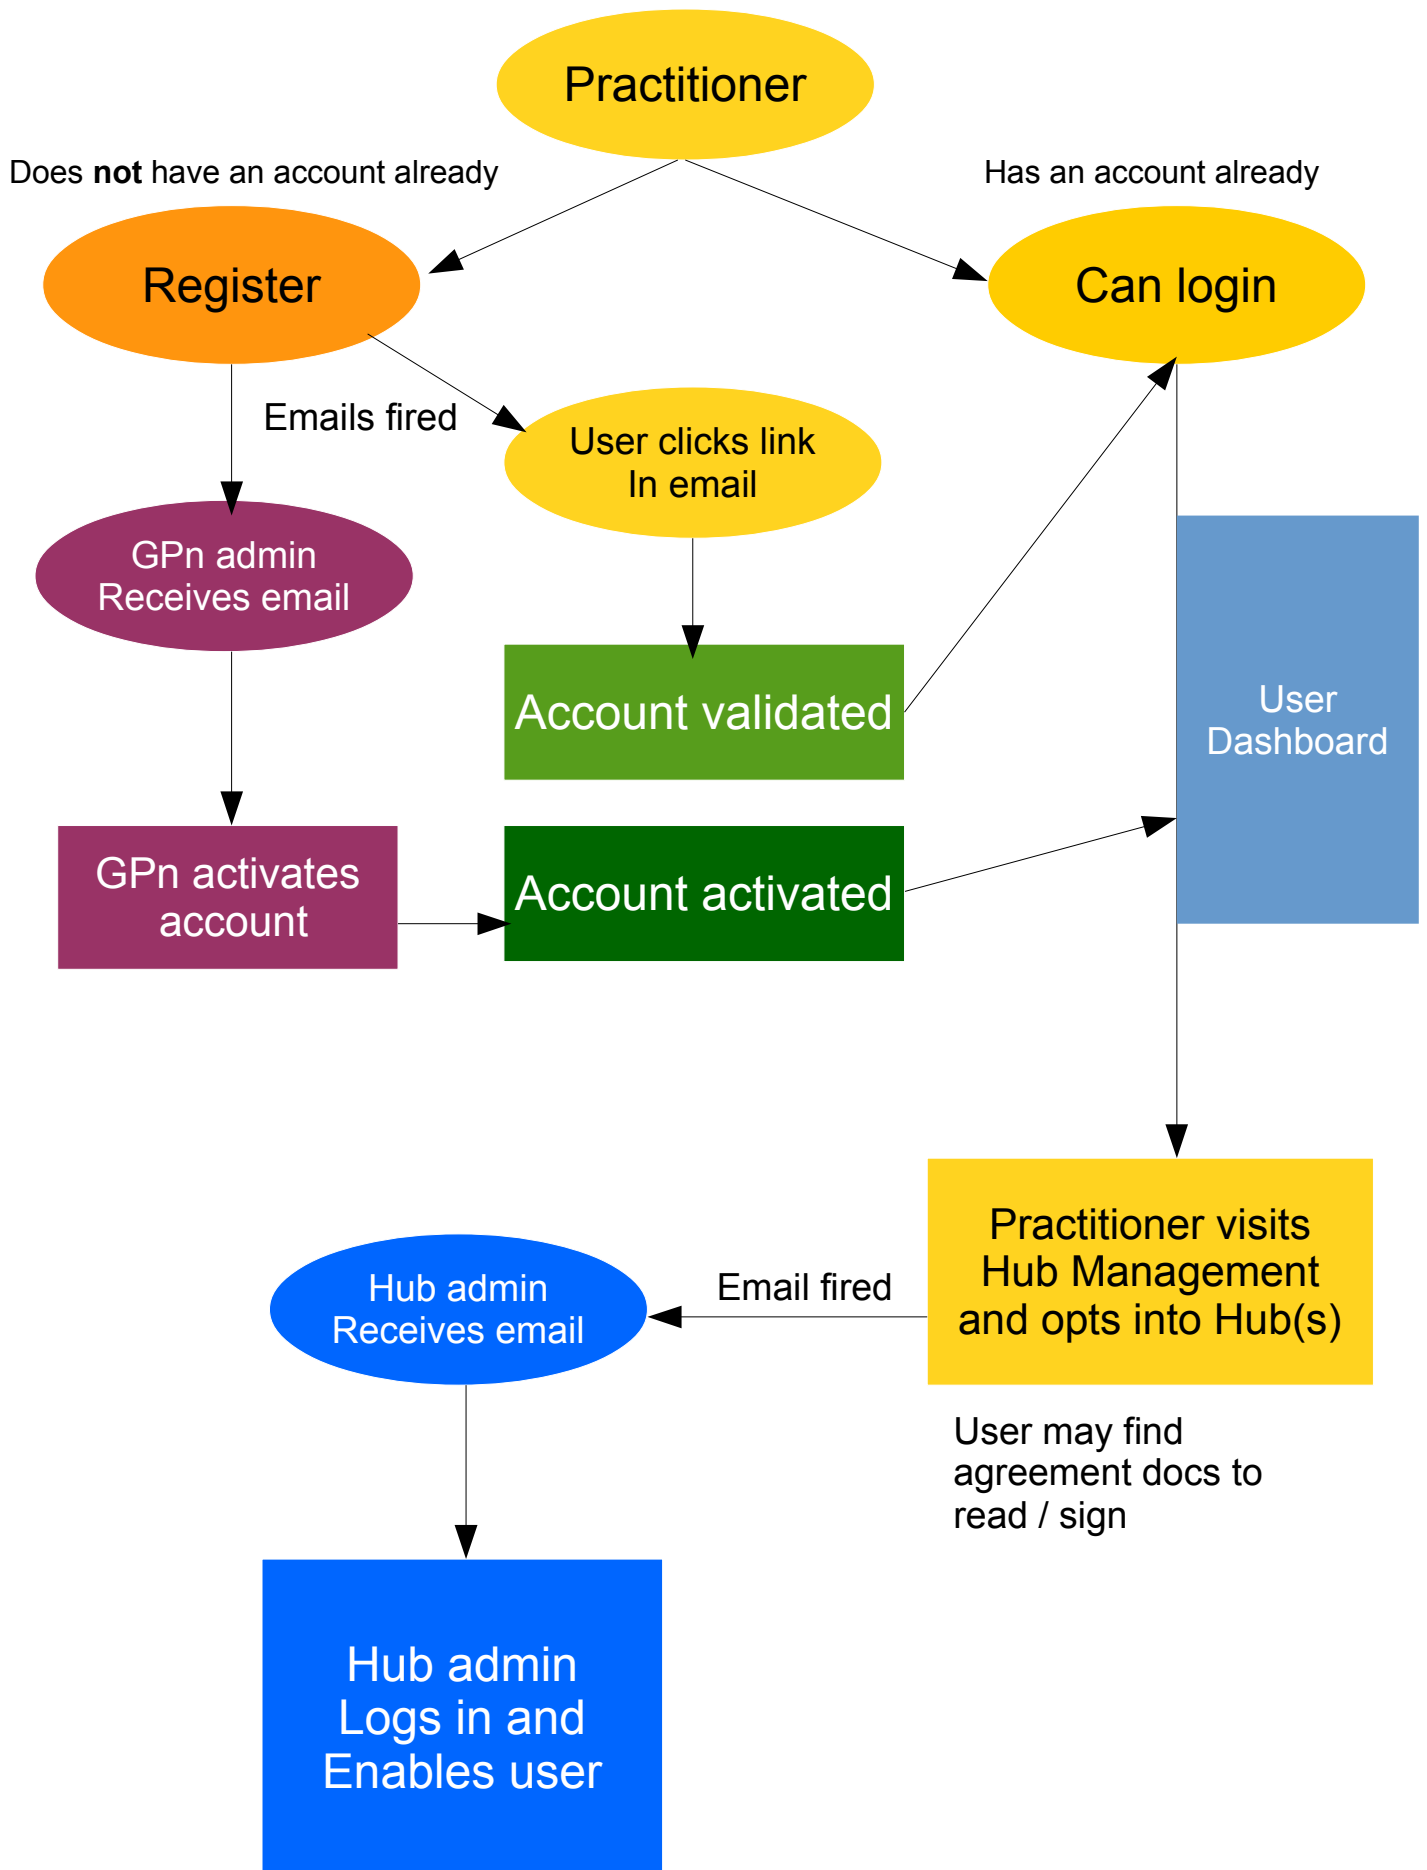 Practitioner
Does not have an account already
Has an account already
Register
Can login
Emails fired
User clicks link
In email
GPn admin
Receives email
Account validated
User
Dashboard
GPn activates
account
Account activated
Practitioner visits
Hub Management
and opts into Hub(s)
Email fired
Hub admin
Receives email
User may find
agreement docs to
read / sign
Hub admin
Logs in and
Enables user